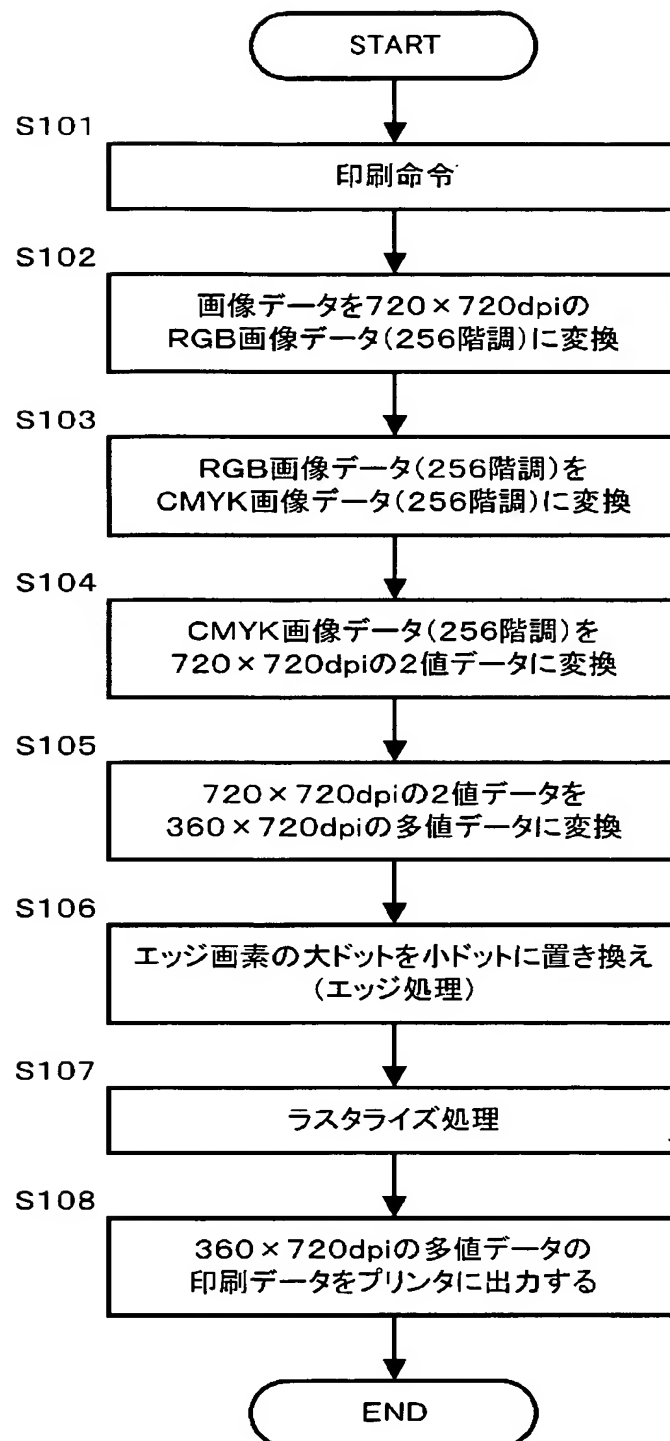 START
S101
印刷命令
S102
画像データを720×720dpiの
RGB画像データ(256階調)に変換
S103
RGB画像データ(256階調)を
CMYK画像データ(256階調)に変換
S104
CMYK画像データ(256階調)を
720×720dpiの2値データに変換
S105
720×720dpiの2値データを
360×720dpiの多値データに変換
S106
エッジ画素の大ドットを小ドットに置き換え
(エッジ処理)
S107
ラスタライズ処理
S108
360×720dpiの多値データの
印刷データをプリンタに出力する
END